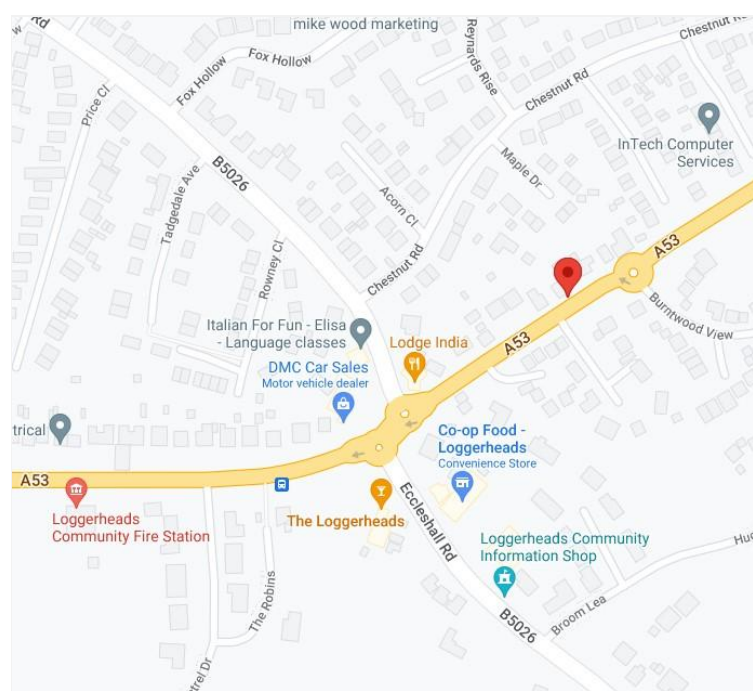 mike wood marketing
Rd
Fox Hollow
Fox Hollow
Reynards Rise
Chestnut Rd
Chestnut Rd
Price Cl
B5026
InTech Computer
Services
Maple Dr
Acorn Cl
Tadgedale Ave
Rowney Cl
Chestnut Rd
A53
Burntwood View
Italian For Fun - Elisa
- Language classes
Lodge India
A53
DMC Car Sales
Motor vehicle dealer
trical
Co-op Food -
Loggerheads
Convenience Store
A53
Eccleshall Rd
The Loggerheads
Loggerheads
Community Fire Station
Loggerheads Community
Information Shop
The Robins
Broom Lea
B5026
trel Dr